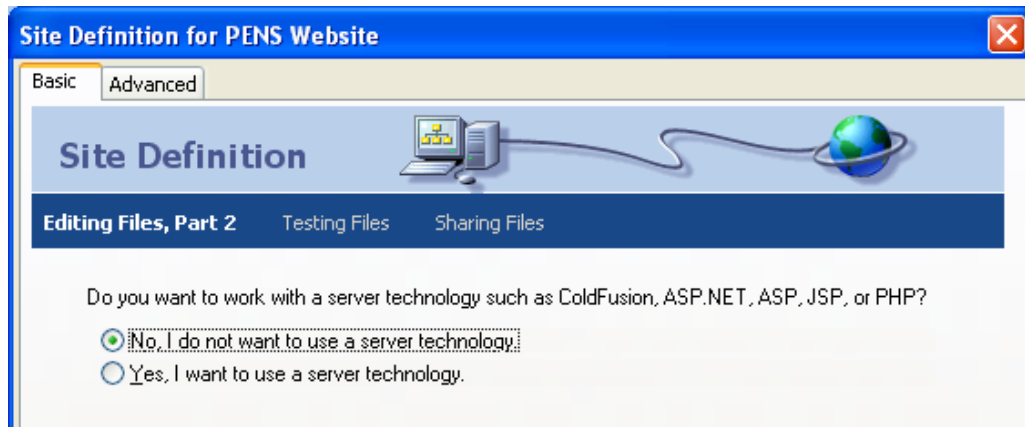 Site Definition for PENS Website
Basic Advanced
Site Definition
Editing Files, Part 2 Testing Files Sharing Files
Do you want to work with a server technology such as ColdFusion, ASP.NET, ASP, JSP, or PHP?
No, I do not want to use a server technology.
Yes, I want to use a server technology.